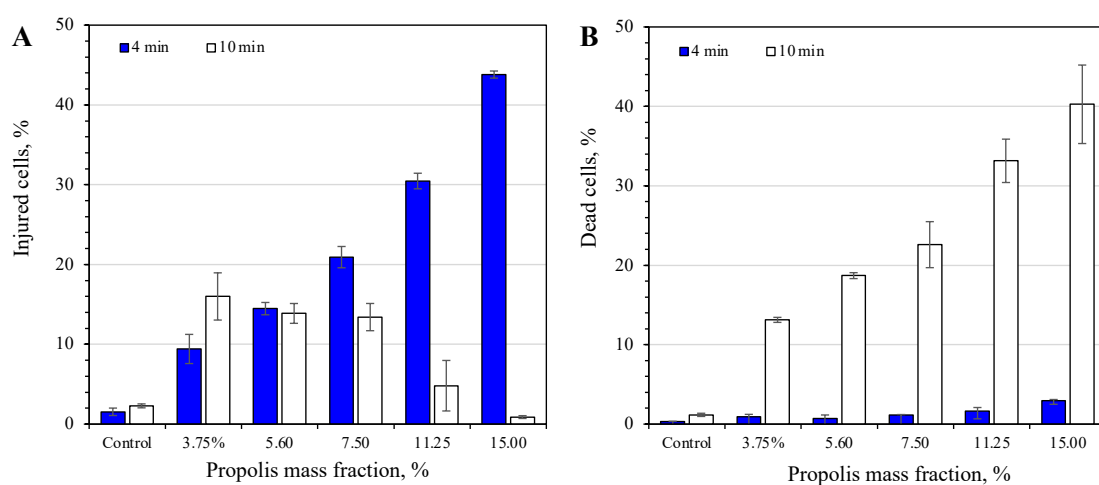 A
4 min
10 min
50
40
30
20
10
0
Injured cells, %
Control
3.75%
5.60
7.50
11.25
15.00
Propolis mass fraction, %
B
4 min
10 min
50
40
30
20
10
0
Dead cells, %
Control
3.75%
5.60
7.50
11.25
15.00
Propolis mass fraction, %